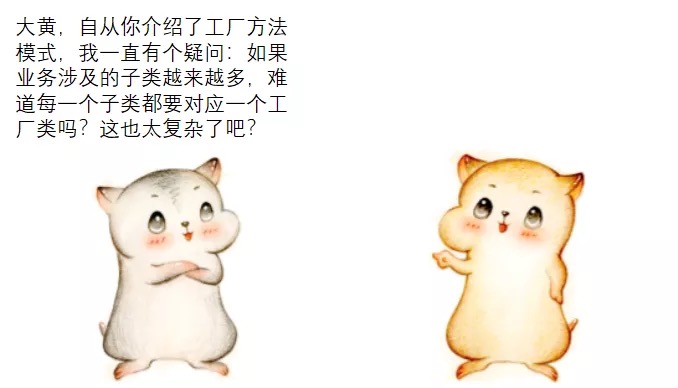 大黄，自从你介绍了工厂方法
模式，我一直有个疑问：如果
业务涉及的子类越来越多，难
道每一个子类都要对应一个工
厂类吗？这也太复杂了吧？